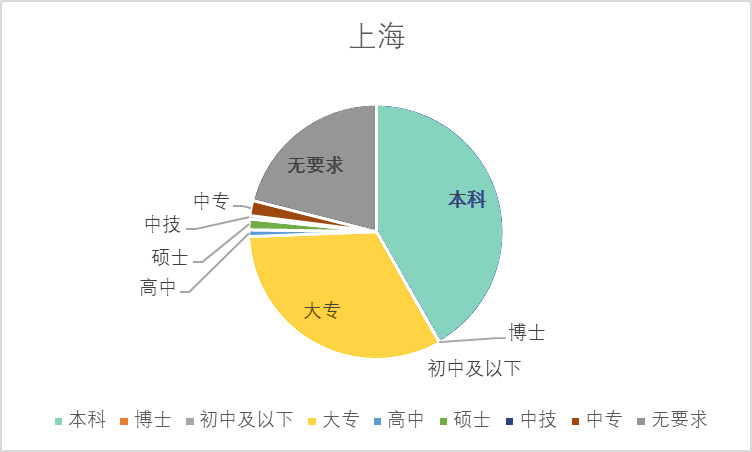 上海
无要求
本科
中专
中技
硕士
高中
大专
博士
初中及以下
本科 博士 初中及以下 大专 高中 硕士 中技 中专 无要求